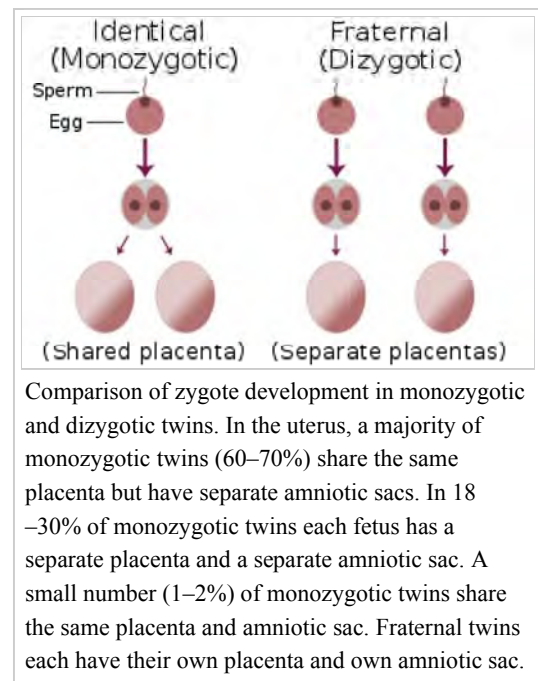 Identical Fraternal
(Monozygotic) (Dizygotic)
Sperm
Egg
(Shared placenta) (Separate placentas)
Comparison of zygote development in monozygotic
and dizygotic twins. In the uterus, a majority of
monozygotic twins (60–70%) share the same
placenta but have separate amniotic sacs. In 18
–30% of monozygotic twins each fetus has a
separate placenta and a separate amniotic sac. A
small number (1–2%) of monozygotic twins share
the same placenta and amniotic sac. Fraternal twins
each have their own placenta and own amniotic sac.